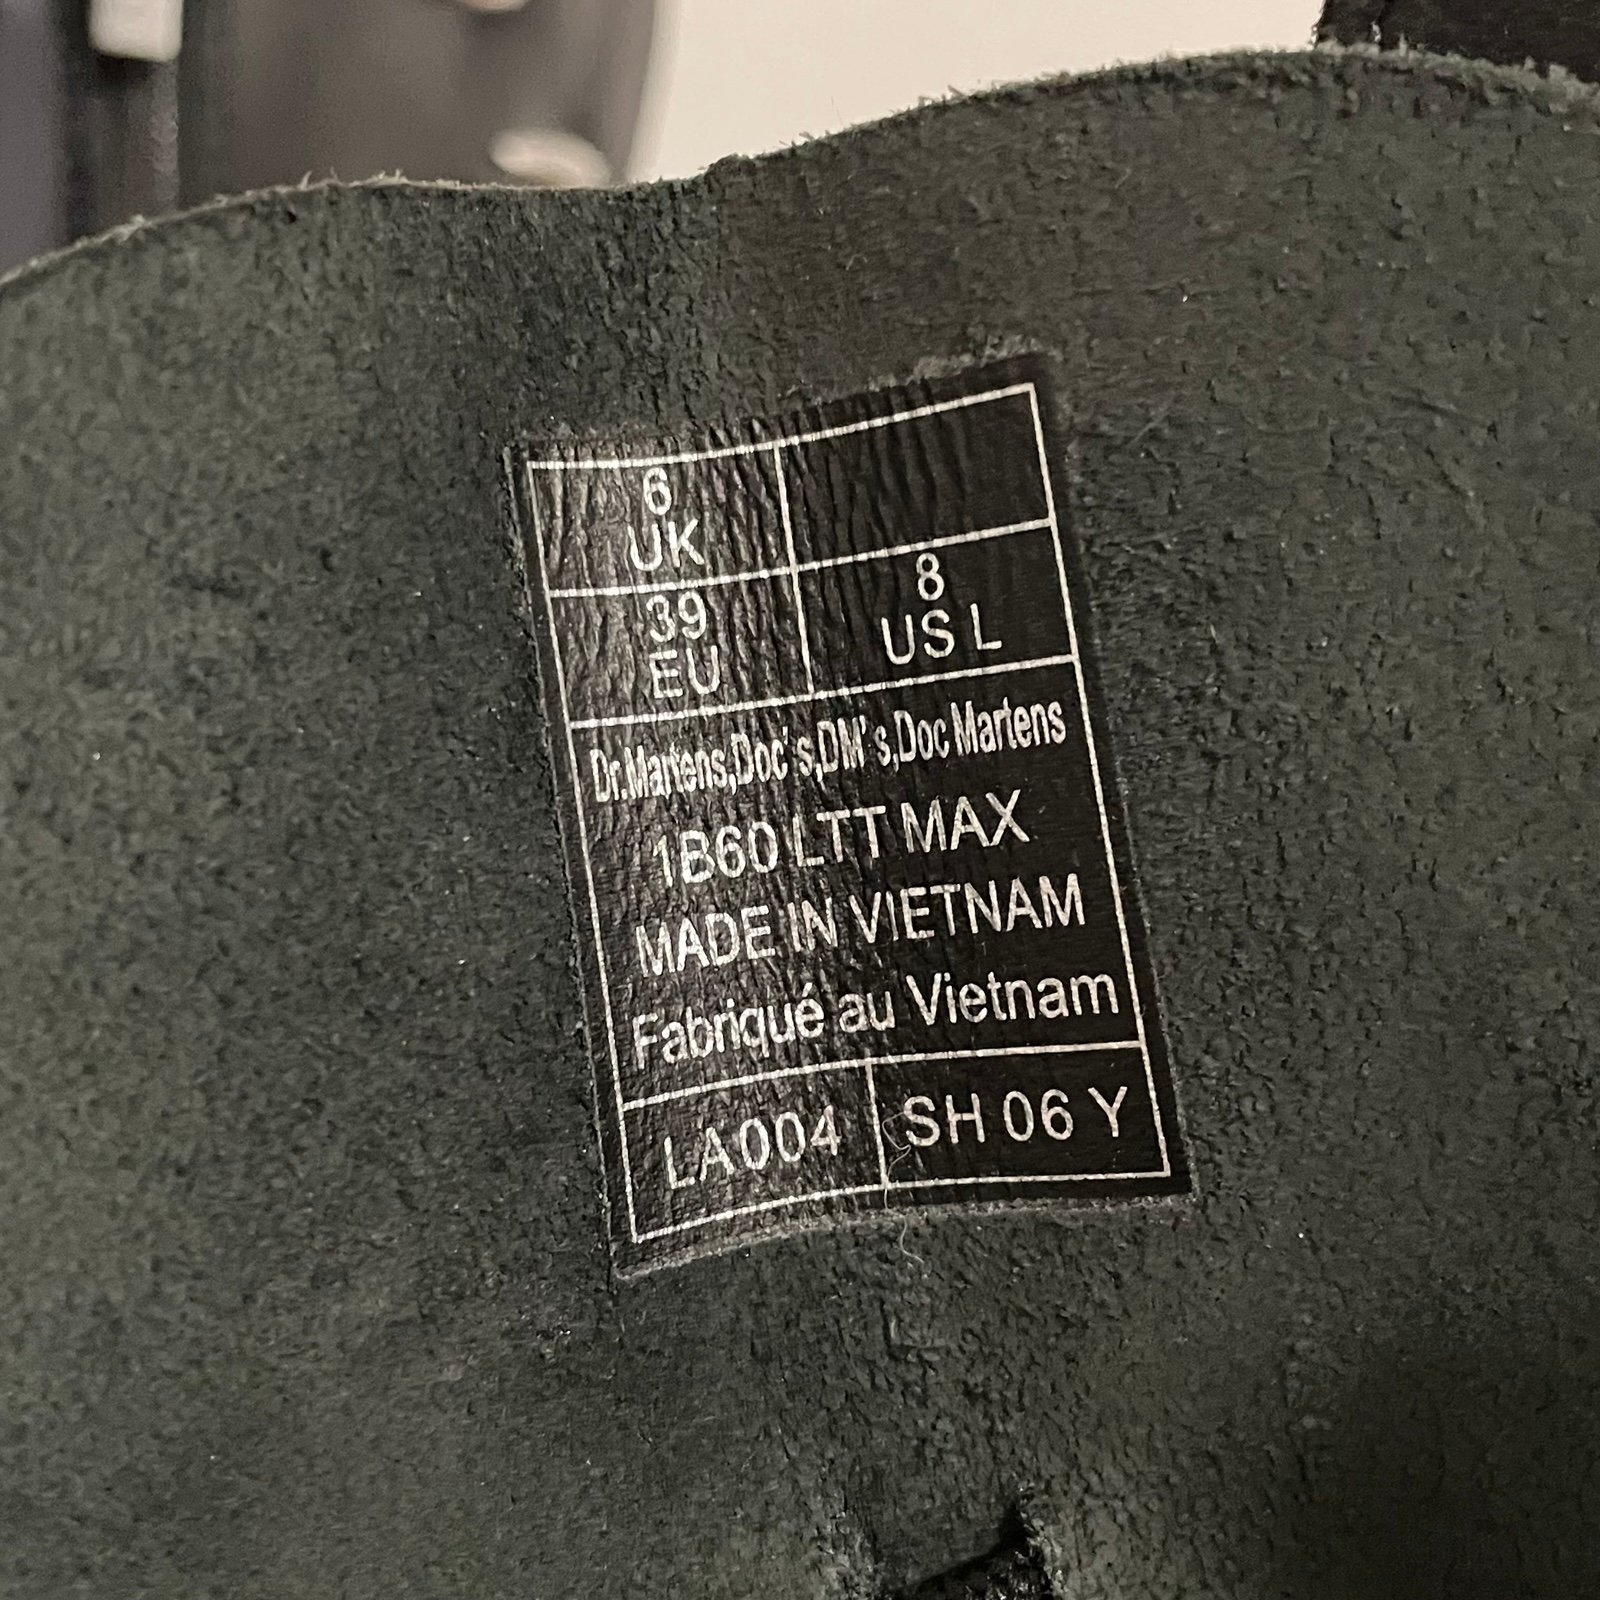 6
UK
39
EU
8
US L
Dr.Martens,Doc's,DM's,Doc Martens
1B60 LTT MAX
MADE IN VIETNAM
Fabriqué au Vietnam
LA004
SH 06 Y